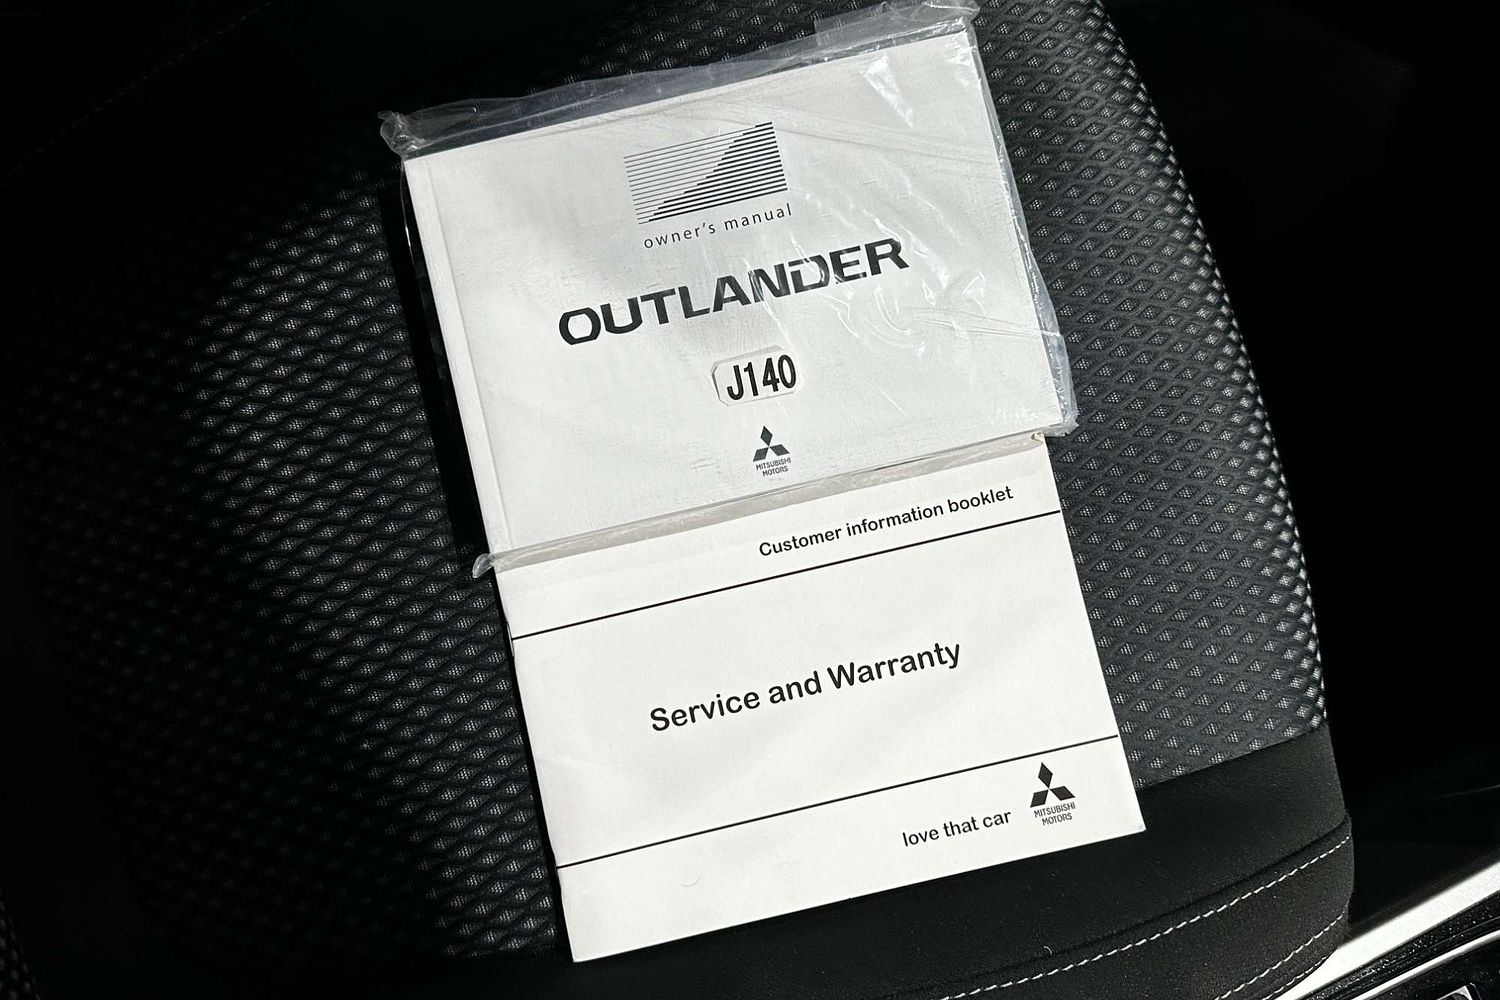 owner's manual
OUTLANDER
J140
MITSUBISHI
MOTORS
Customer information booklet
Service and Warranty
love that car
MITSUBISHI
MOTORS